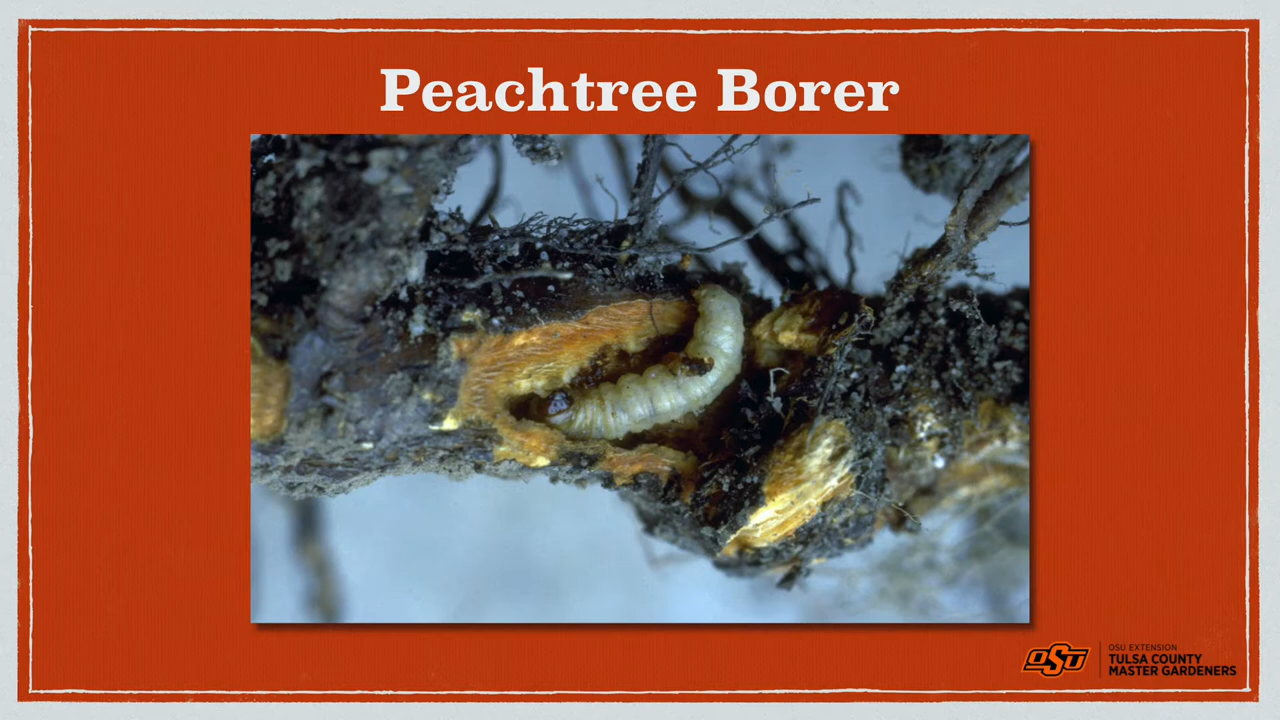 Peachtree Borer
OSU
OSU EXTENSION
TULSA COUNTY
MASTER GARDENERS